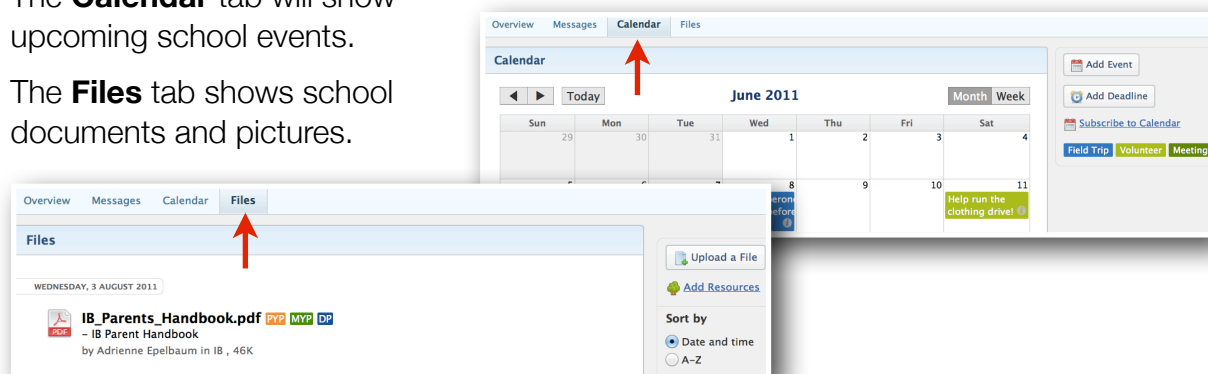 The Calendar tab will show
upcoming school events.
The Files tab shows school
documents and pictures.
Overview Messages Calendar Files
Calendar
Today June 2011 Month Week
Sun Mon Tue Wed Thu Fri Sat
29 30 31 1 2 3 4
8 9 10 11
Help run the
clothing drive!
Add Event
Add Deadline
Subscribe to Calendar
Field Trip Volunteer Meeting
Overview Messages Calendar Files
Files
WEDNESDAY, 3 AUGUST 2011
PDF IB_Parents_Handbook.pdf PYP MYP DP
– IB Parent Handbook
by Adrienne Epelbaum in IB , 46K
Upload a File
Add Resources
Sort by
Date and time
A–Z